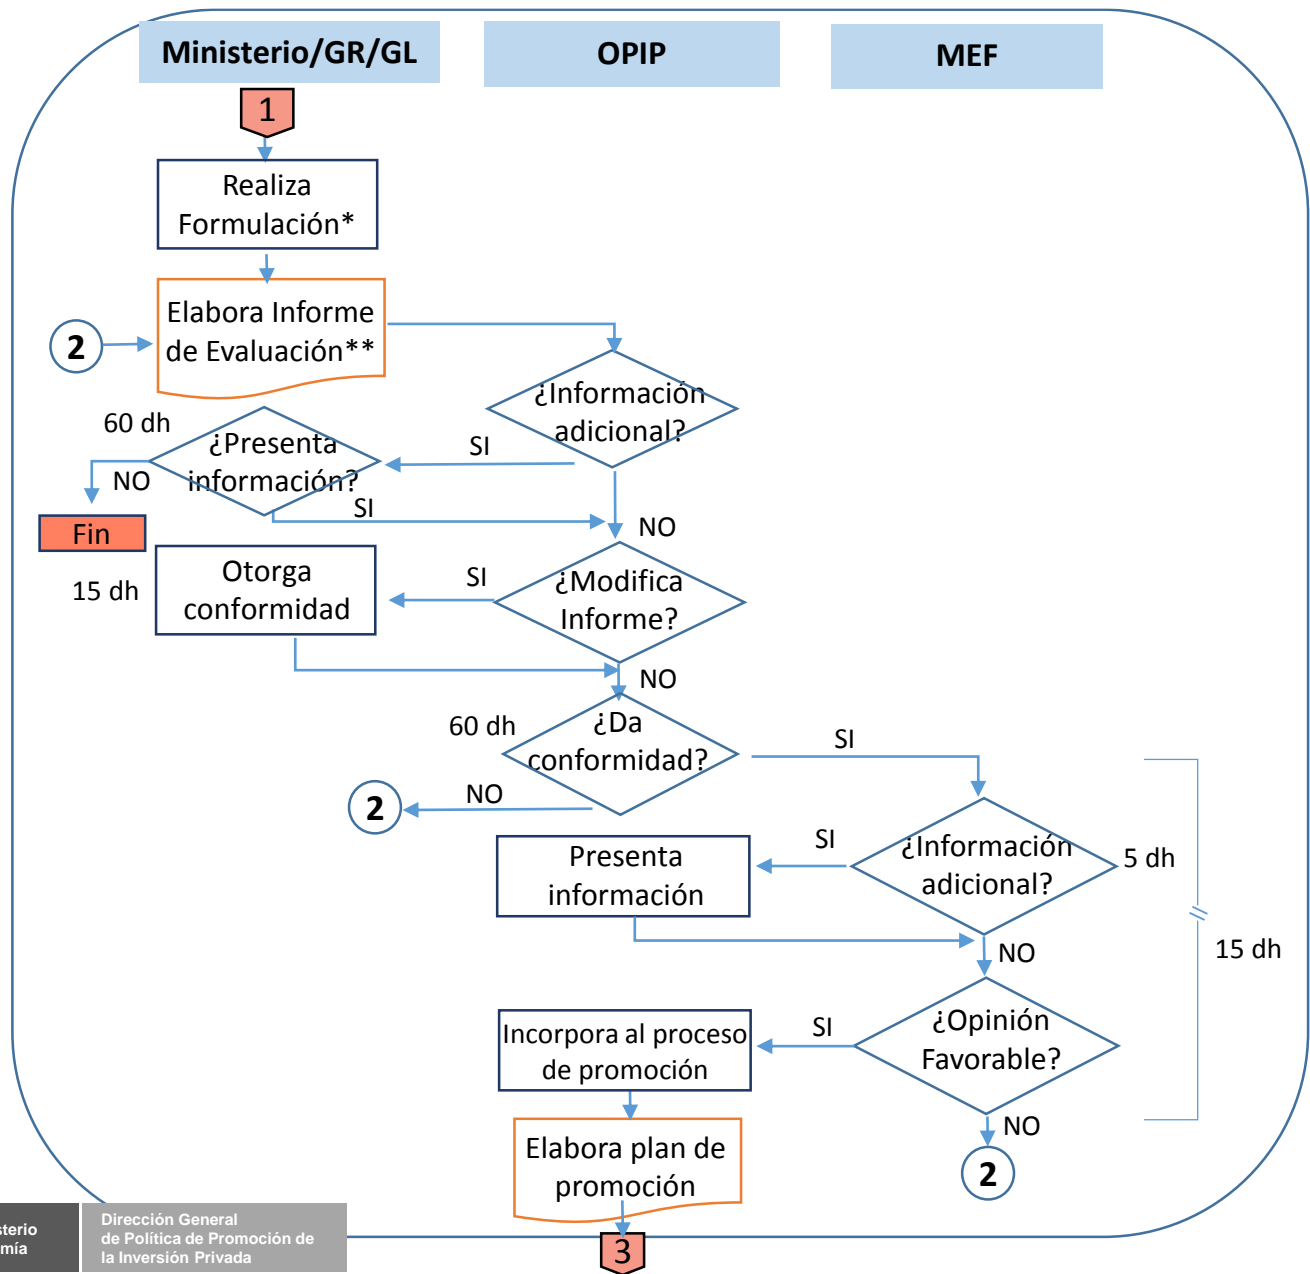 Ministerio/GR/GL
OPIP
MEF
1
Realiza
Formulación*
Elabora Informe
de Evaluación**
2
¿Información
adicional?
60 dh
¿Presenta
información?
SI
NO
SI
Fin
NO
15 dh
Otorga
conformidad
SI
¿Modifica
Informe?
NO
60 dh
¿Da
conformidad?
SI
NO
2
Presenta
información
SI
¿Información
adicional?
5 dh
NO
15 dh
Incorpora al proceso
de promoción
SI
¿Opinión
Favorable?
NO
2
Elabora plan de
promoción
3
sterio
mía
Dirección General
de Política de Promoción de
la Inversión Privada